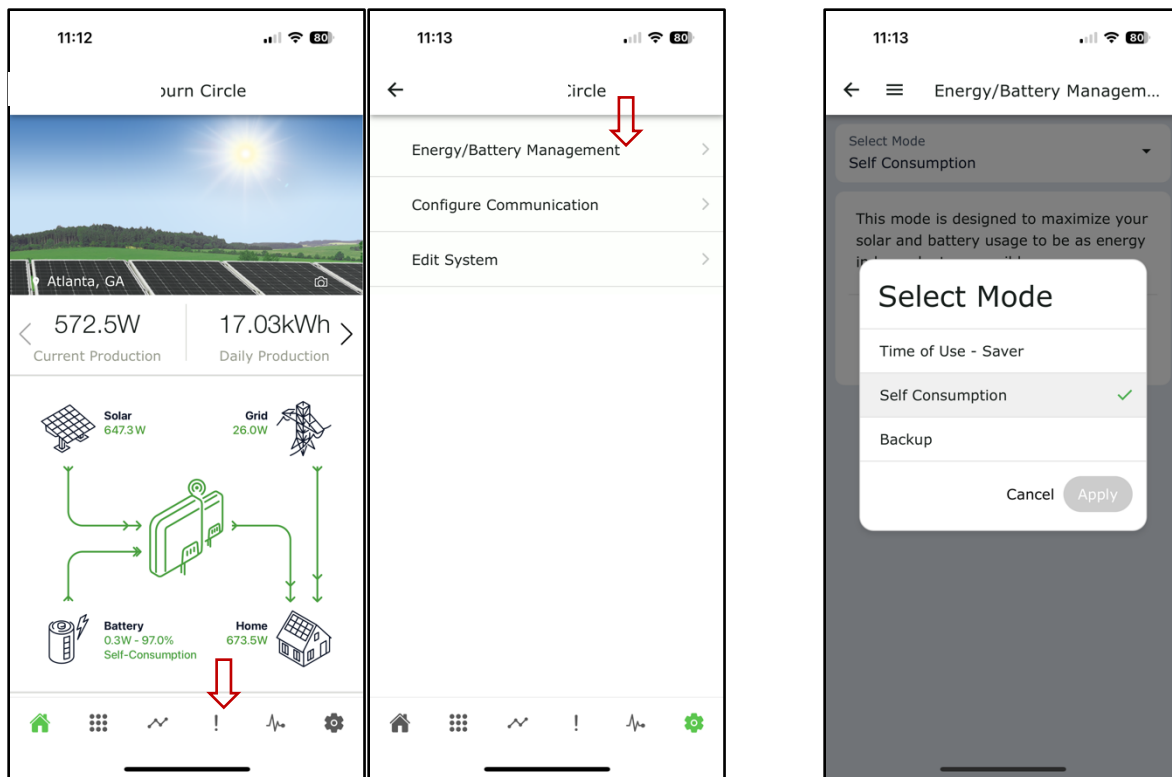 11:12
80
ourn Circle
Atlanta, GA
572.5W
Current Production
17.03kWh
Daily Production
Solar
647.3 W
Grid
26.0W
Battery
0.3W - 97.0%
Self-Consumption
Home
673.5W
!
11:13
80
Circle
Energy/Battery Management
Configure Communication
Edit System
!
11:13
80
Energy/Battery Managem...
Select Mode
Self Consumption
This mode is designed to maximize your
solar and battery usage to be as energy
Select Mode
Time of Use - Saver
Self Consumption
Backup
Cancel
Apply